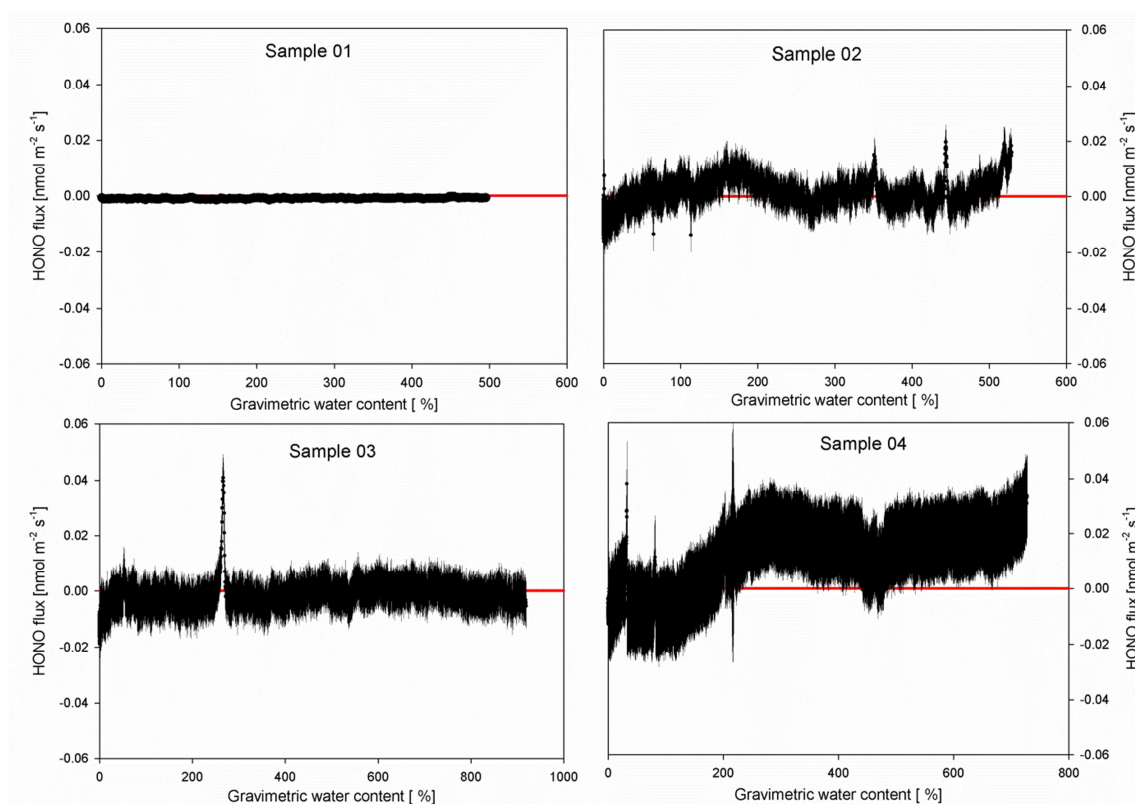 Sample 01
HONO flux [nmol m-2 s-1]
0.06
0.04
0.02
0.00
-0.02
-0.04
-0.06
0 100 200 300 400 500 600
Gravimetric water content [ %]
Sample 02
0.06
0.04
0.02
0.00
-0.02
-0.04
-0.06
HONO flux [nmol m-2 s-1]
0 100 200 300 400 500 600
Gravimetric water content [ %]
Sample 03
HONO flux [nmol m-2 s-1]
0.06
0.04
0.02
0.00
-0.02
-0.04
-0.06
0 200 400 600 800 1000
Gravimetric water content [ %]
Sample 04
0.06
0.04
0.02
0.00
-0.02
-0.04
-0.06
HONO flux [nmol m-2 s-1]
0 200 400 600 800
Gravimetric water content [ %]